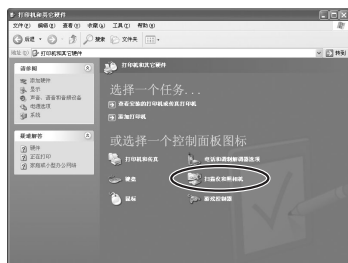 打印机和其它硬件
文件(F) 编辑(E) 查看(V) 收藏(A) 工具(T) 帮助(H)
后退 搜索 文件夹
地址(D) 打印机和其它硬件 转到
请参阅
添加硬件
显示
声音、语音和音频设备
电源选项
系统
疑难解答
硬件
正在打印
家庭或小型办公网络
打印机和其它硬件
选择一个任务...
查看安装的打印机或传真打印机
添加打印机
或选择一个控制面板图标
打印机和传真
电话和调制解调器选项
键盘
扫描仪和照相机
鼠标
游戏控制器